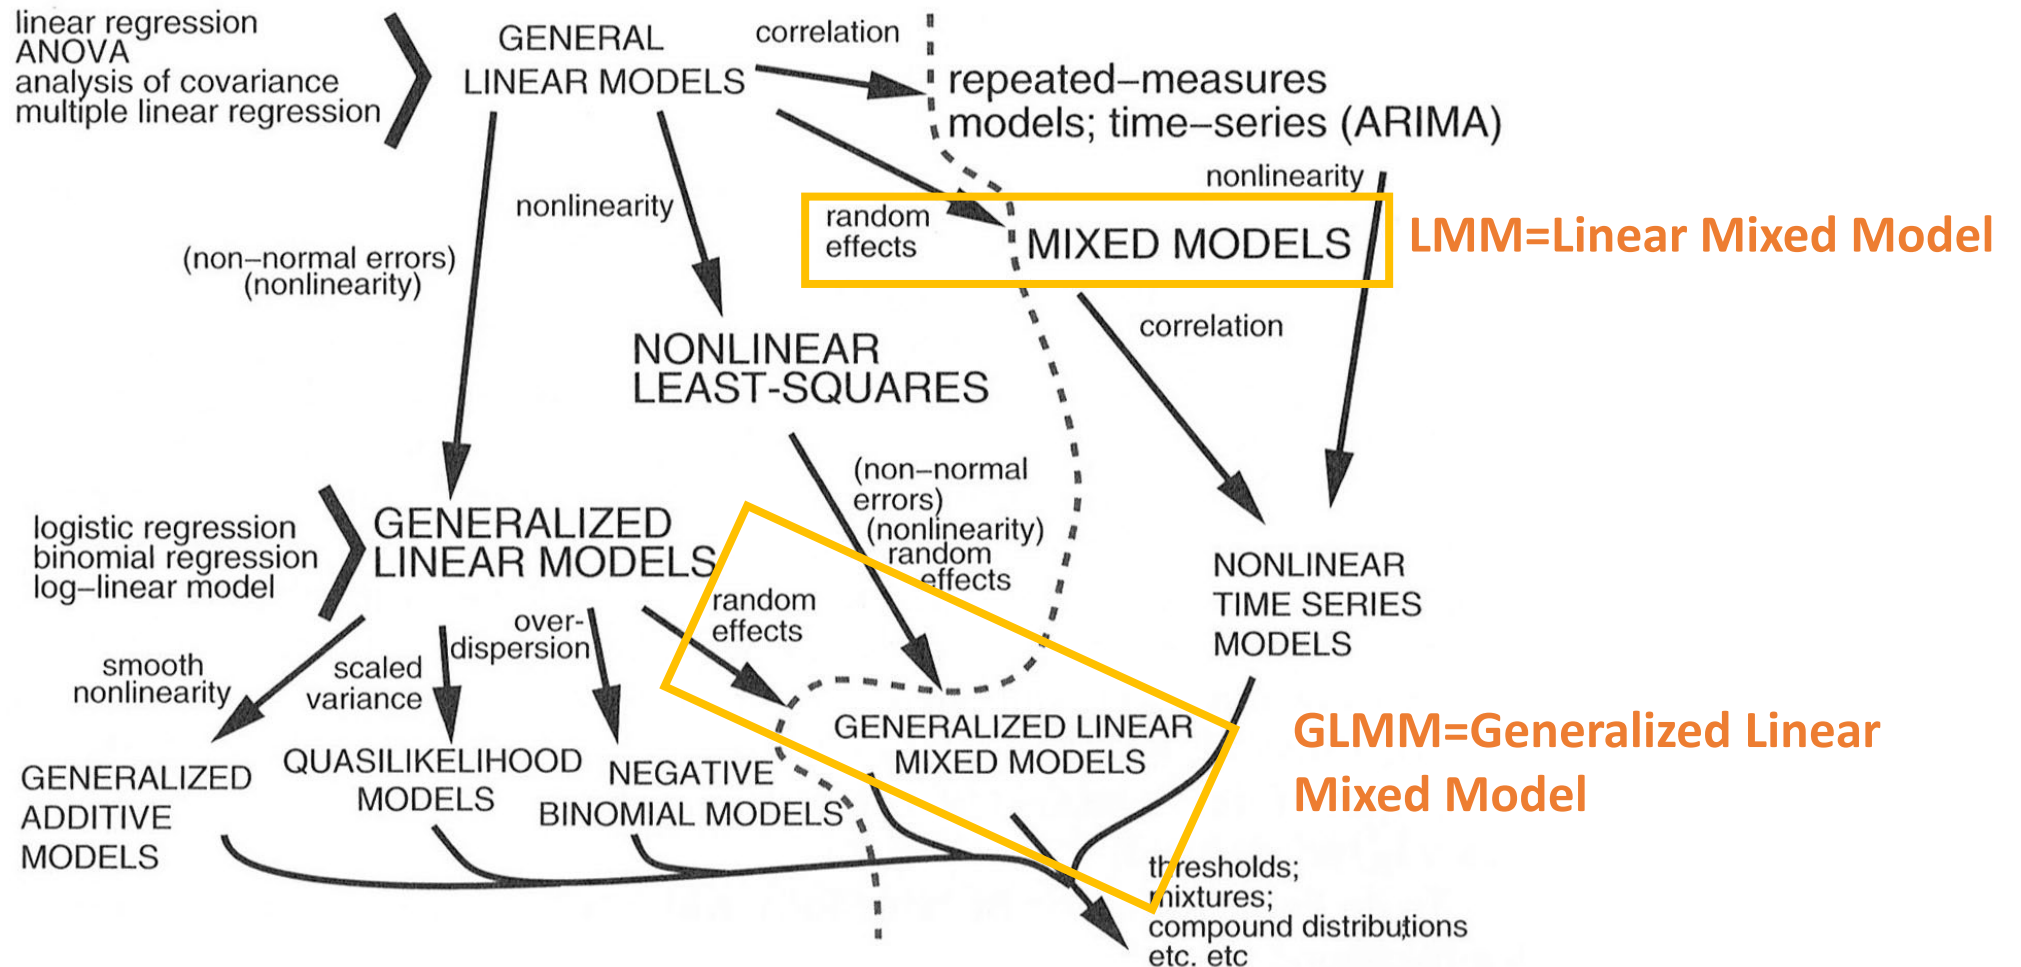 linear regression
ANOVA
analysis of covariance
multiple linear regression
GENERAL
LINEAR MODELS
correlation
repeated–measures
models; time–series (ARIMA)
nonlinearity
nonlinearity
random
effects
MIXED MODELS
LMM=Linear Mixed Model
(non–normal errors)
(nonlinearity)
correlation
NONLINEAR
LEAST-SQUARES
(non–normal
errors)
(nonlinearity)
random
effects
logistic regression
binomial regression
log–linear model
GENERALIZED
LINEAR MODELS
random
effects
NONLINEAR
TIME SERIES
MODELS
smooth
nonlinearity
scaled
variance
over-
dispersion
GENERALIZED LINEAR
MIXED MODELS
GLMM=Generalized Linear
Mixed Model
GENERALIZED
ADDITIVE
MODELS
QUASILIKELIHOOD
MODELS
NEGATIVE
BINOMIAL MODELS
thresholds;
mixtures;
compound distributions
etc. etc